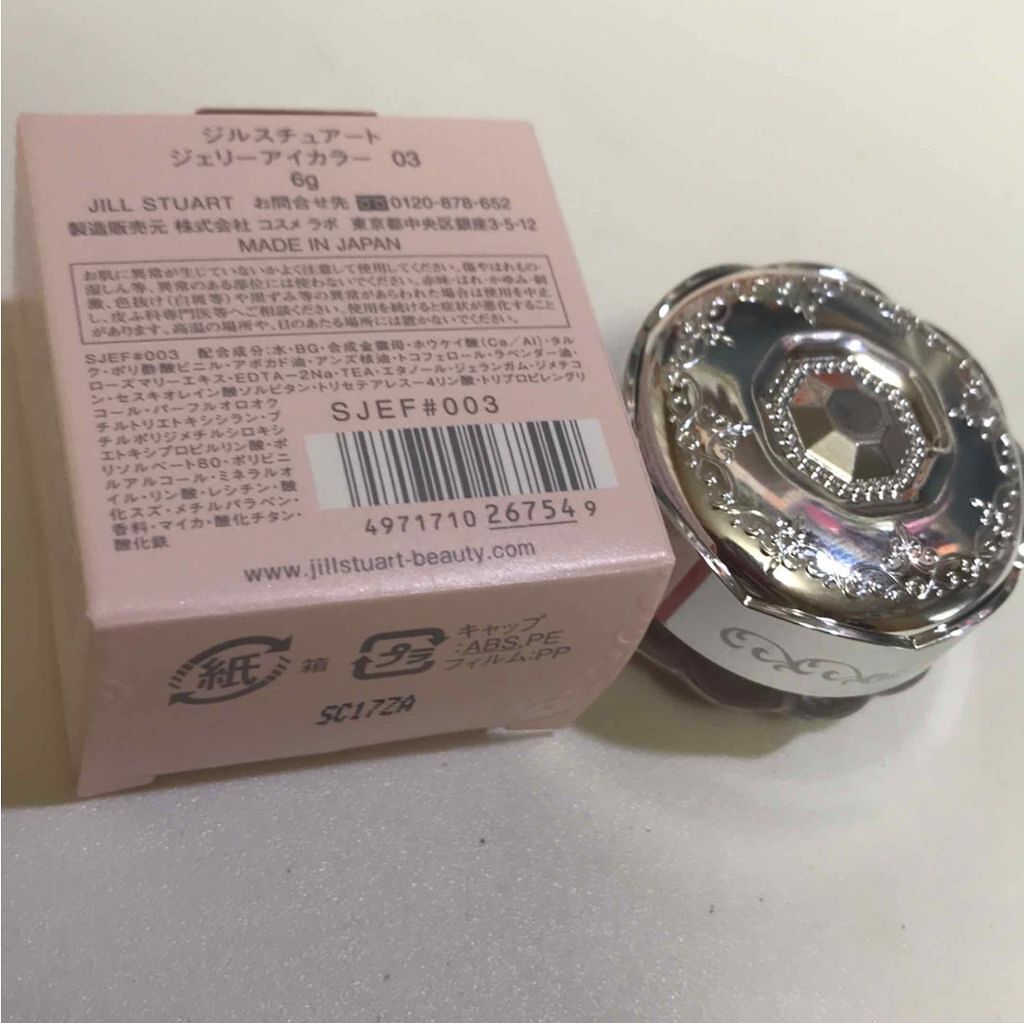 ジルスチュアート
ジェリーアイカラー 03
6g
JILL STUART お問合せ先 0120-878-652
製造販売元 株式会社 コスメ ラボ 東京都中央区銀座3-5-12
MADE IN JAPAN
お肌に異常が生じていないかよく注意して使用してください。傷やはれもの・
湿しん等、異常のある部位には使わないでください。赤味・はれ・かゆみ・刺
激、色抜け(白斑等)や黒ずみ等の異常があらわれた場合は使用を中止
し、皮ふ科専門医等へご相談ください。使用を続けると症状が悪化すること
があります。高温の場所や、日のあたる場所には置かないでください。
SJEF#003 配合成分:水・BG・合成金雲母・ホウケイ酸(Ca/Al)・タル
ク・ポリ酢酸ビニル・アボカド油・アンズ核油・トコフェロール・ラベンダー油・
ローズマリーエキス・EDTA-2Na・TEA・エタノール・ジェランガム・ジメチコ
ン・セスキオレイン酸ソルビタン・トリセテアレス-4リン酸・トリプロピレングリ
コール・パーフルオロオク
チルトリエトキシシラン・ブ
チルポリジメチルシロキシ
エトキシプロピルリン酸・ポ
リソルベート80・ポリビニ
ルアルコール・ミネラルオ
イル・リン酸・レシチン・酸
化スズ・メチルパラベン・
香料・マイカ・酸化チタン・
酸化鉄
SJEF#003
4971710 267549
www.jillstuart-beauty.com
紙 箱 プラ キャップ
:ABS,PE
フィルム:PP
SC17ZA